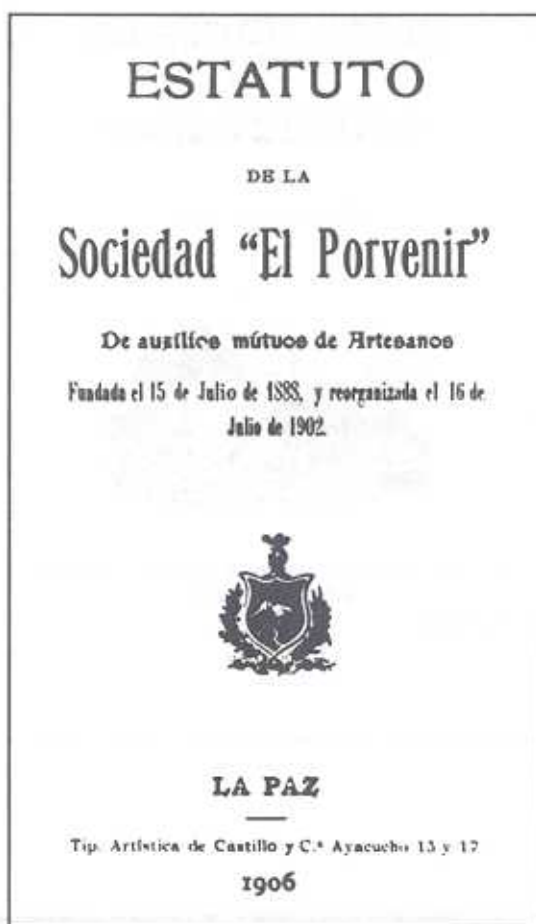 ESTATUTO
DE LA
Sociedad “El Porvenir”
De auxilios mútuos de Artesanos
Fundada el 15 de Julio de 1888, y reorganizada el 16 de
Julio de 1902.
LA PAZ
Tip. Artística de Castillo y C.ª Ayacucho 15 y 17
1906